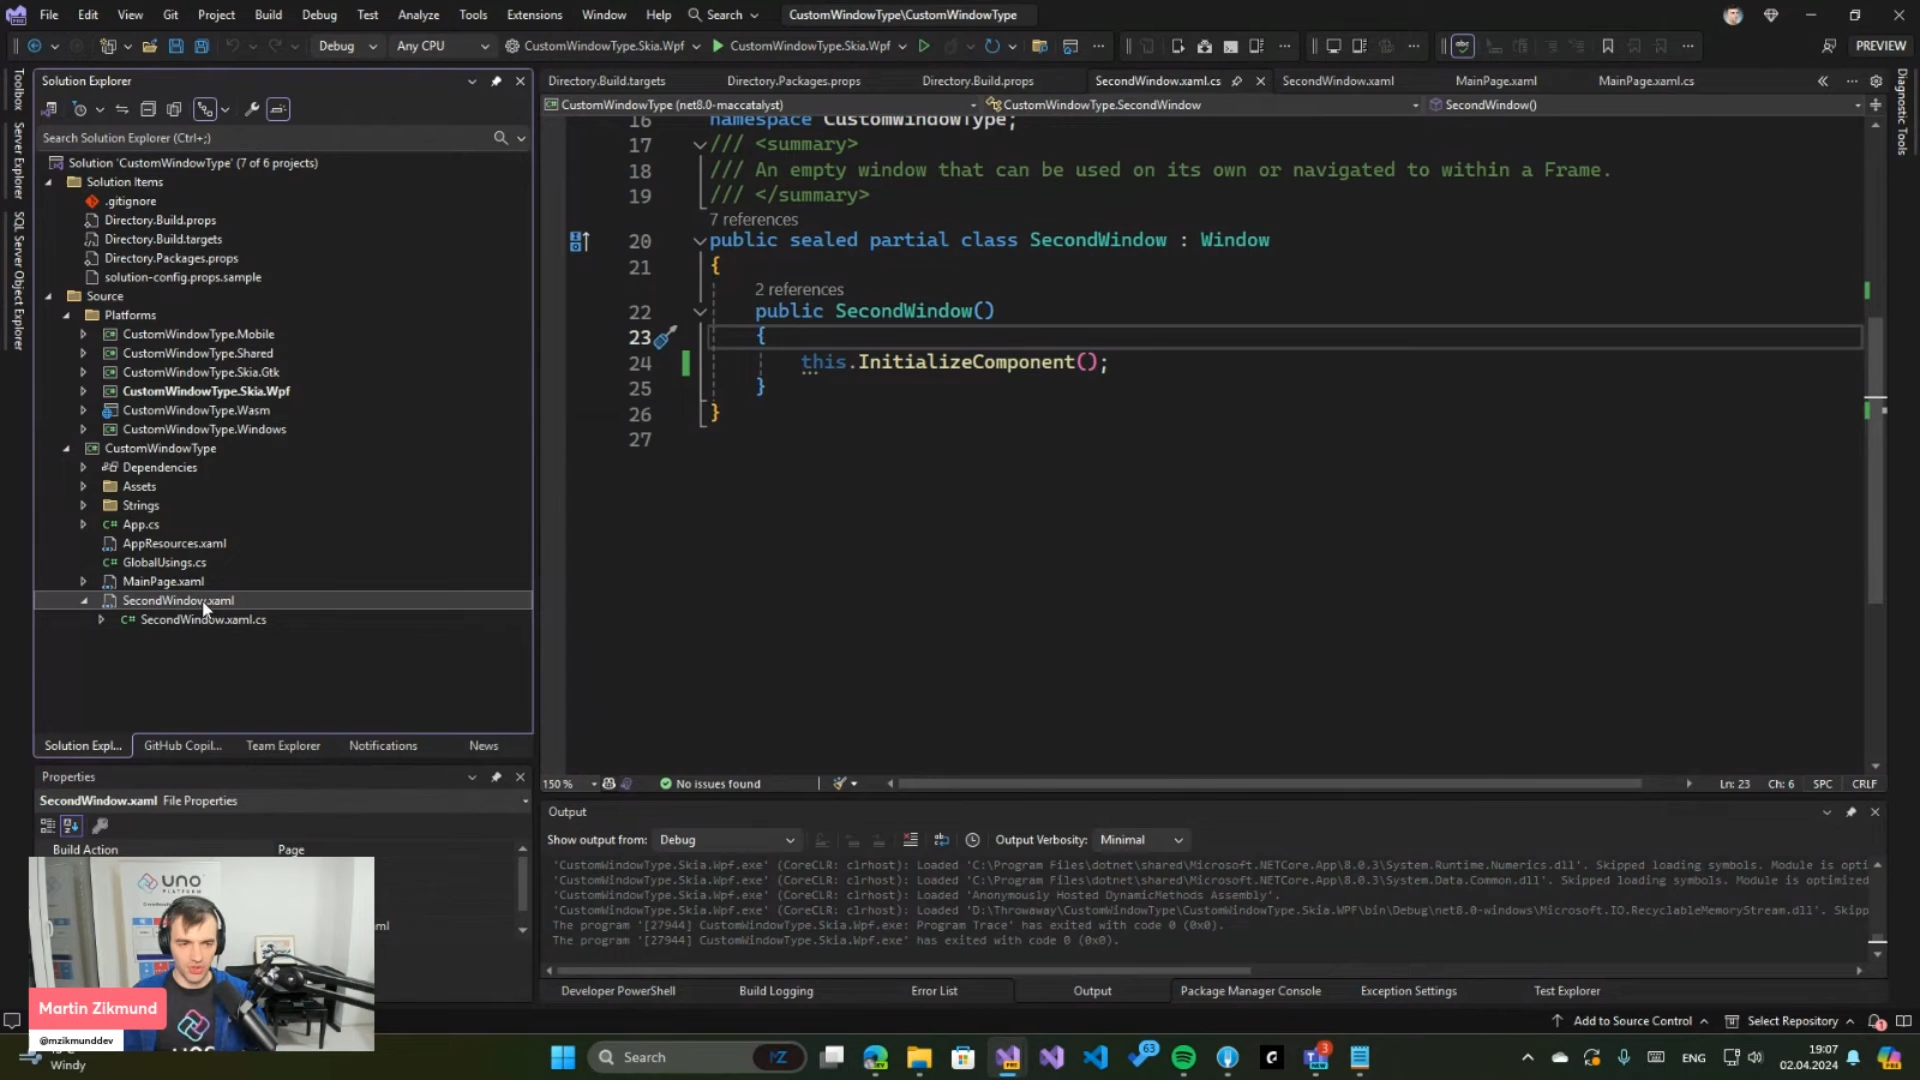 File Edit View Git Project Build Debug Test Analyze Tools Extensions Window Help Search CustomWindowType\CustomWindowType
Debug Any CPU CustomWindowType.Skia.Wpf CustomWindowType.Skia.Wpf PREVIEW
Toolbox
Server Explorer
SQL Server Object Explorer
Solution Explorer
Search Solution Explorer (Ctrl+;)
Solution 'CustomWindowType' (7 of 6 projects)
Solution Items
.gitignore
Directory.Build.props
Directory.Build.targets
Directory.Packages.props
solution-config.props.sample
Source
Platforms
CustomWindowType.Mobile
CustomWindowType.Shared
CustomWindowType.Skia.Gtk
CustomWindowType.Skia.Wpf
CustomWindowType.Wasm
CustomWindowType.Windows
CustomWindowType
Dependencies
Assets
Strings
C# App.cs
AppResources.xaml
C# GlobalUsings.cs
MainPage.xaml
SecondWindow.xaml
C# SecondWindow.xaml.cs
Solution Expl... GitHub Copil... Team Explorer Notifications News
Properties
SecondWindow.xaml File Properties
Build Action Page
UNO
PLATFORM
Martin Zikmund
@mzikmunddev
Directory.Build.targets Directory.Packages.props Directory.Build.props SecondWindow.xaml.cs SecondWindow.xaml MainPage.xaml MainPage.xaml.cs
CustomWindowType (net8.0-maccatalyst) CustomWindowType.SecondWindow SecondWindow()
Diagnostic Tools
16 namespace CustomWindowType;
17 /// <summary>
18 /// An empty window that can be used on its own or navigated to within a Frame.
19 /// </summary>
7 references
20 public sealed partial class SecondWindow : Window
21 {
2 references
22 public SecondWindow()
23 {
24 this.InitializeComponent();
25 }
26 }
27
150 % No issues found Ln: 23 Ch: 6 SPC CRLF
Output
Show output from: Debug Output Verbosity: Minimal
'CustomWindowType.Skia.Wpf.exe' (CoreCLR: clrhost): Loaded 'C:\Program Files\dotnet\shared\Microsoft.NETCore.App\8.0.3\System.Runtime.Numerics.dll'. Skipped loading symbols. Module is opti
'CustomWindowType.Skia.Wpf.exe' (CoreCLR: clrhost): Loaded 'C:\Program Files\dotnet\shared\Microsoft.NETCore.App\8.0.3\System.Data.Common.dll'. Skipped loading symbols. Module is optimized
'CustomWindowType.Skia.Wpf.exe' (CoreCLR: clrhost): Loaded 'Anonymously Hosted DynamicMethods Assembly'.
'CustomWindowType.Skia.Wpf.exe' (CoreCLR: clrhost): Loaded 'D:\Throwaway\CustomWindowType\CustomWindowType.Skia.WPF\bin\Debug\net8.0-windows\Microsoft.IO.RecyclableMemoryStream.dll'. Skipp
The program '[27944] CustomWindowType.Skia.Wpf.exe: Program Trace' has exited with code 0 (0x0).
The program '[27944] CustomWindowType.Skia.Wpf.exe' has exited with code 0 (0x0).
Developer PowerShell Build Logging Error List Output Package Manager Console Exception Settings Test Explorer
Add to Source Control Select Repository
Windy
Search
63
3
ENG
19:07
02.04.2024